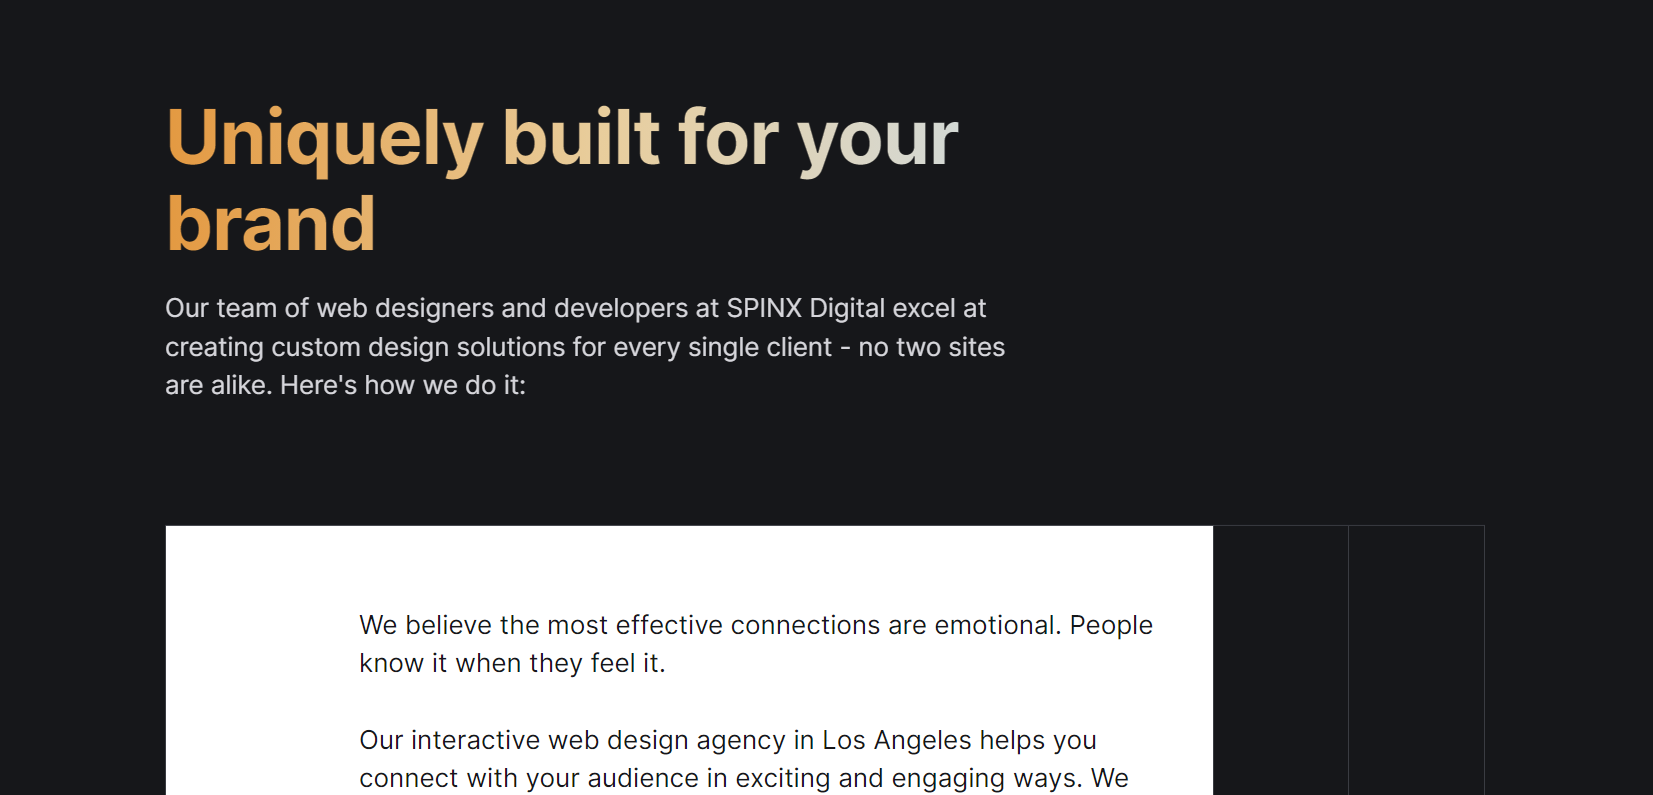 Uniquely built for your
brand
Our team of web designers and developers at SPINX Digital excel at
creating custom design solutions for every single client - no two sites
are alike. Here's how we do it:
We believe the most effective connections are emotional. People
know it when they feel it.
Our interactive web design agency in Los Angeles helps you
connect with your audience in exciting and engaging ways. We